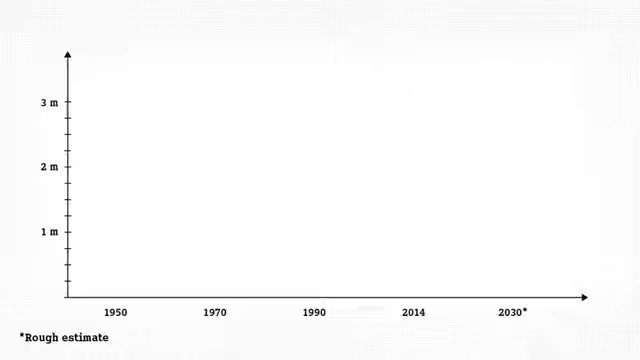 3 m
2 m
1 m
1950 1970 1990 2014 2030*
*Rough estimate